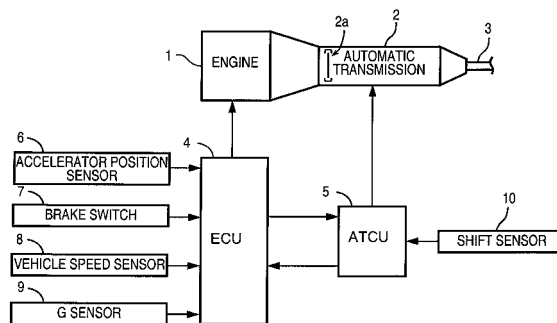 2
2a
3
1
ENGINE
AUTOMATIC
TRANSMISSION
6
ACCELERATOR POSITION
SENSOR
4
5
7
BRAKE SWITCH
10
ECU
ATCU
SHIFT SENSOR
8
VEHICLE SPEED SENSOR
9
G SENSOR